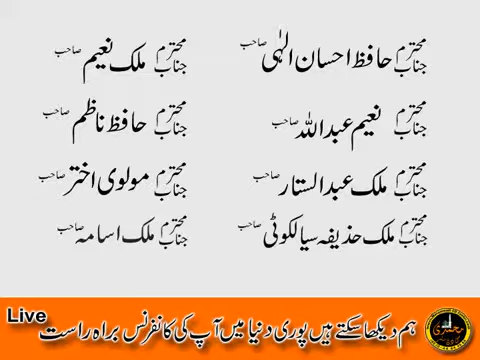 محترم جناب حافظ احسان الٰہی صاحب
محترم جناب ملک نعیم صاحب
محترم جناب نعیم عبداللہ صاحب
محترم جناب حافظ ناظم صاحب
محترم جناب ملک عبدالستار صاحب
محترم جناب مولوی اختر صاحب
محترم جناب ملک حذیفہ سیالکوٹی صاحب
محترم جناب ملک اسامہ صاحب
ہم دیکھا سکتے ہیں پوری دنیا میں آپ کی کانفرنس براہ راست Live